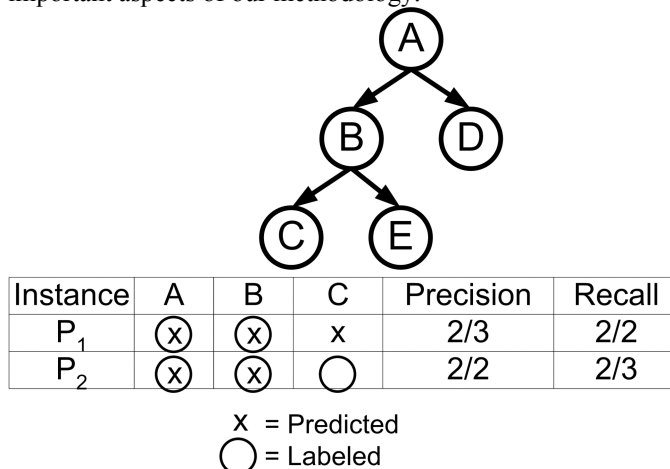 important aspects of our methodology.
A
B D
C E
Instance A B C Precision Recall
P1 x x x 2/3 2/2
P2 x x 2/2 2/3
x = Predicted
= Labeled